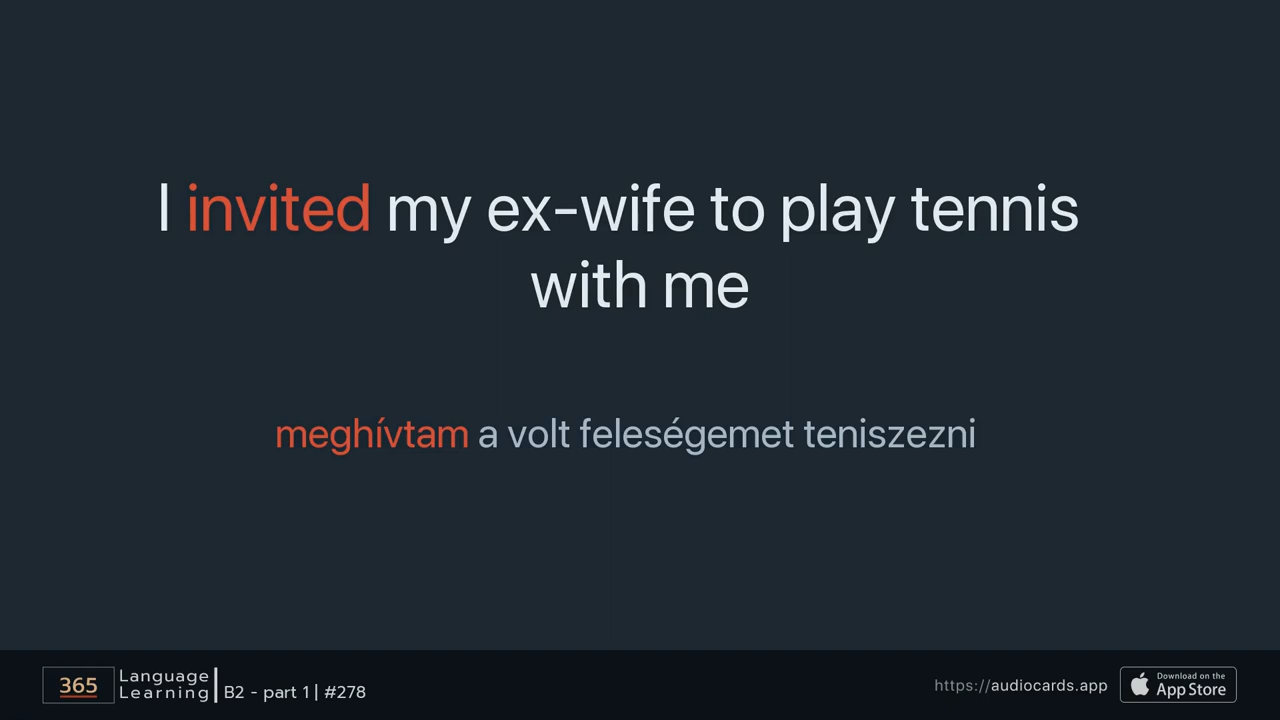 I invited my ex-wife to play tennis
with me
meghívtam a volt feleségemet teniszezni
365
Language
Learning
B2 - part 1 | #278
https://audiocards.app
Download on the
App Store